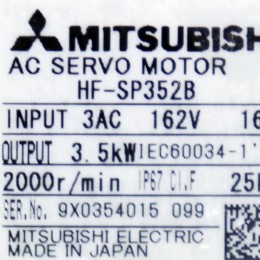 MITSUBISHI
AC SERVO MOTOR
HF-SP352B
INPUT 3AC 162V 16
OUTPUT 3.5kW IEC60034-1'
2000r/min IP67 CI.F 25
SER.No. 9X0354015 099
MITSUBISHI ELECTRIC
MADE IN JAPAN